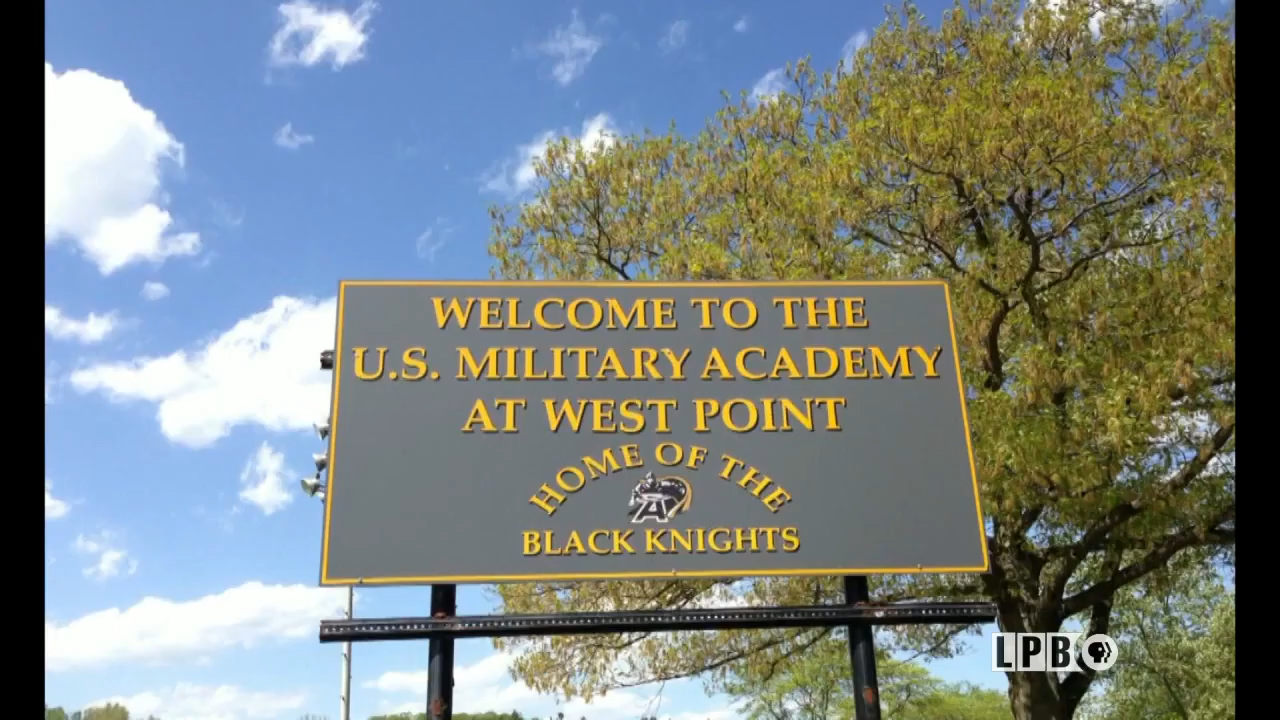 WELCOME TO THE
U.S. MILITARY ACADEMY
AT WEST POINT
HOME OF THE
A
BLACK KNIGHTS
LPB